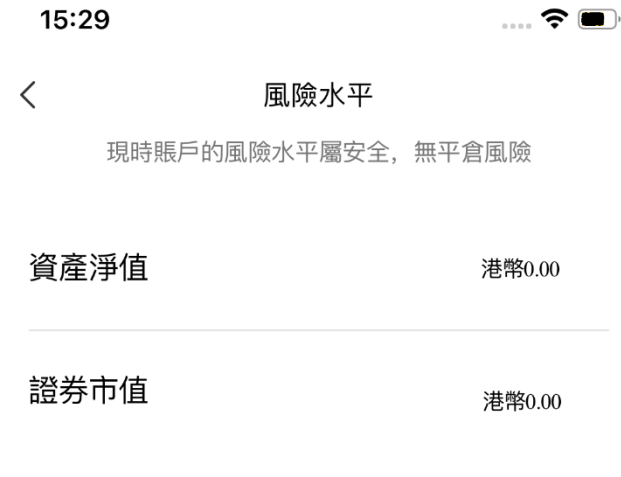 15:29
風險水平
現時賬戶的風險水平屬安全，無平倉風險
資產淨值 港幣0.00
證券市值 港幣0.00